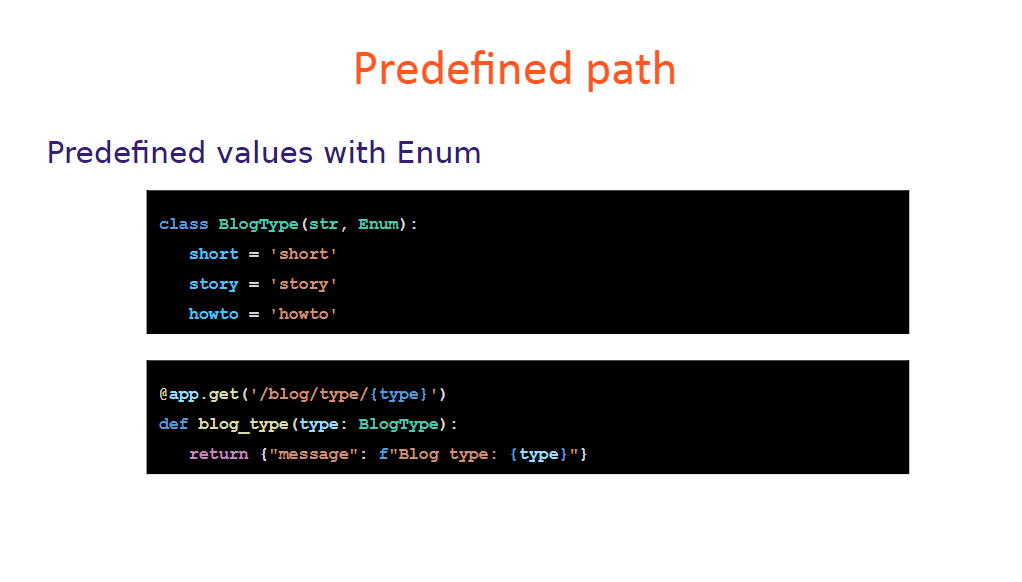 Predefined path
Predefined values with Enum
class BlogType(str, Enum):
   short = 'short'
   story = 'story'
   howto = 'howto'
@app.get('/blog/type/{type}')
def blog_type(type: BlogType):
   return {"message": f"Blog type: {type}"}